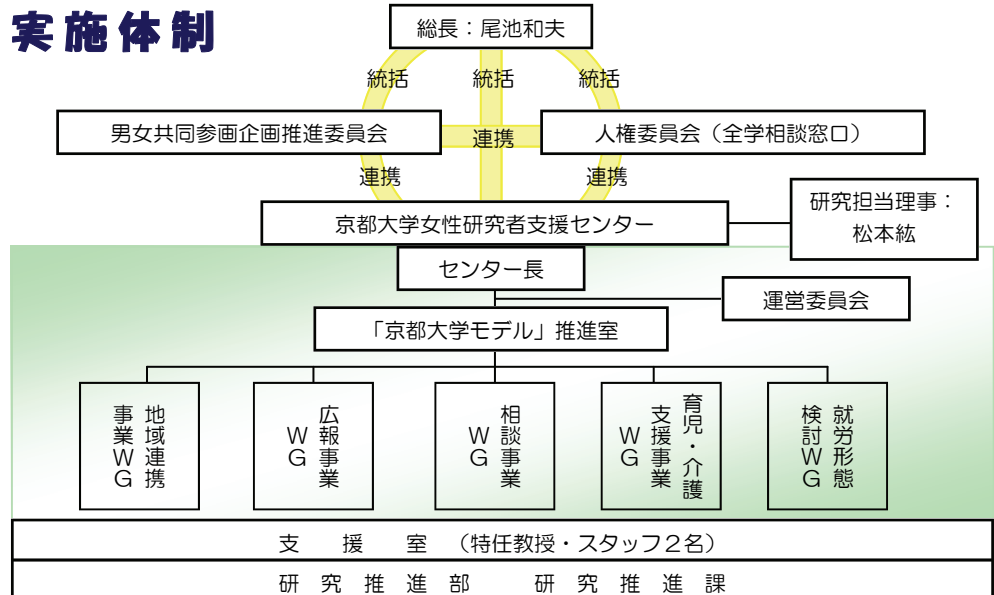 実施体制
総長：尾池和夫
統括
統括
統括
男女共同参画企画推進委員会
連携
人権委員会（全学相談窓口）
連携
連携
京都大学女性研究者支援センター
研究担当理事：
松本紘
センター長
運営委員会
「京都大学モデル」推進室
地域連携
事業ＷＧ
広報事業
ＷＧ
相談事業
ＷＧ
育児・介護
支援事業
ＷＧ
就労形態
検討ＷＧ
支　援　室　（特任教授・スタッフ２名）
研究推進部　研究推進課